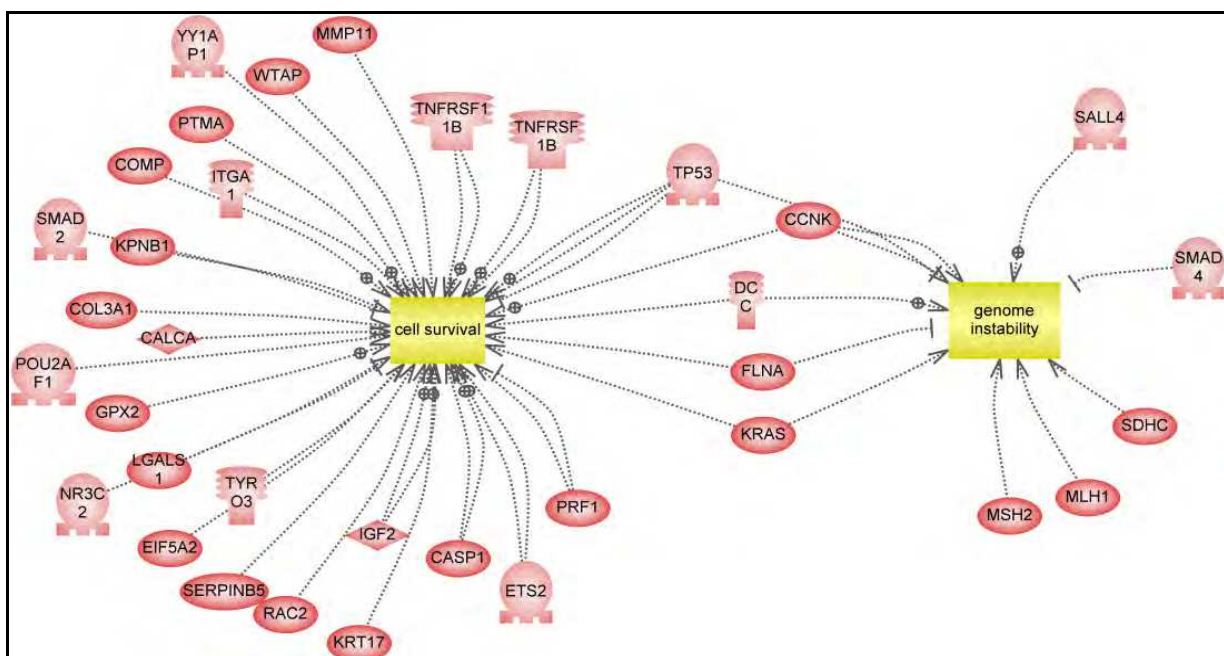 YY1A
P1
MMP11
WTAP
TNFRSF1
1B
TNFRSF
1B
SALL4
PTMA
COMP
ITGA
1
TP53
SMAD
2
KPNB1
CCNK
SMAD
4
COL3A1
CALCA
cell survival
DC
C
genome
instability
POU2A
F1
GPX2
FLNA
KRAS
SDHC
LGALS
1
NR3C
2
TYR
O3
PRF1
MLH1
MSH2
EIF5A2
IGF2
CASP1
SERPINB5
RAC2
ETS2
KRT17